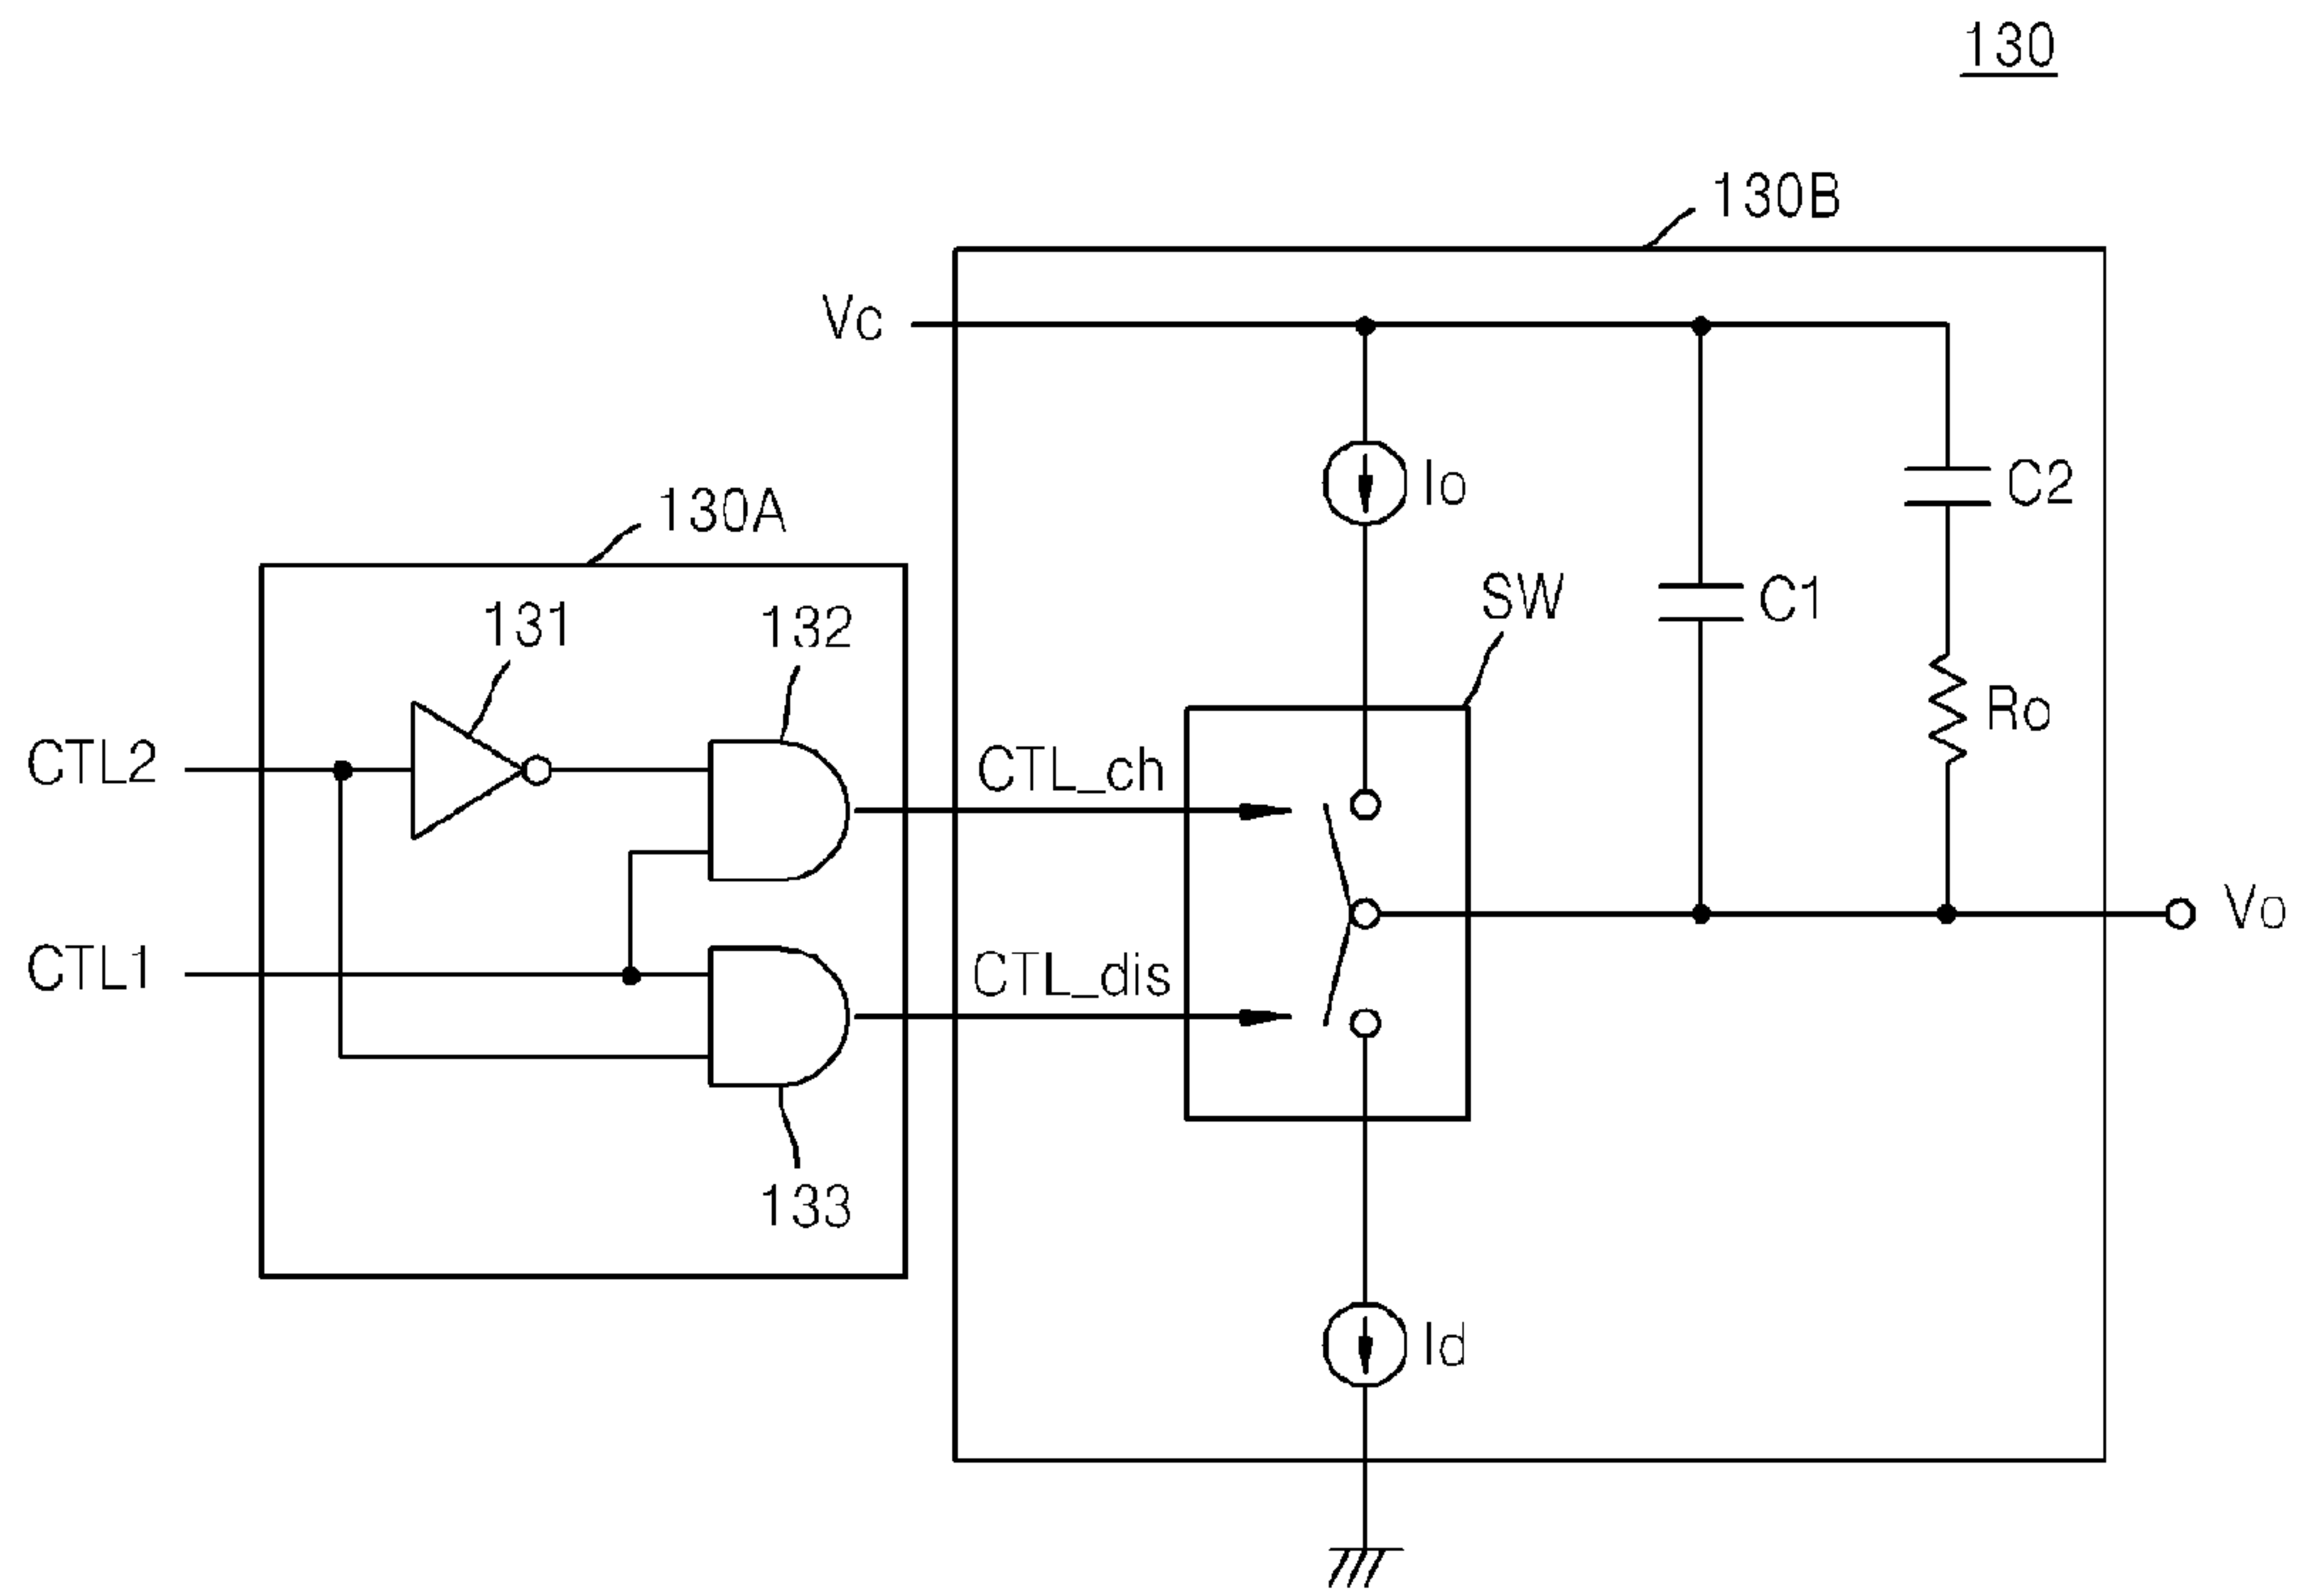 130
130B
Vc
Io
C2
130A
131
132
SW
C1
Ro
CTL2
CTL_ch
Vo
CTL1
CTL_dis
133
Id